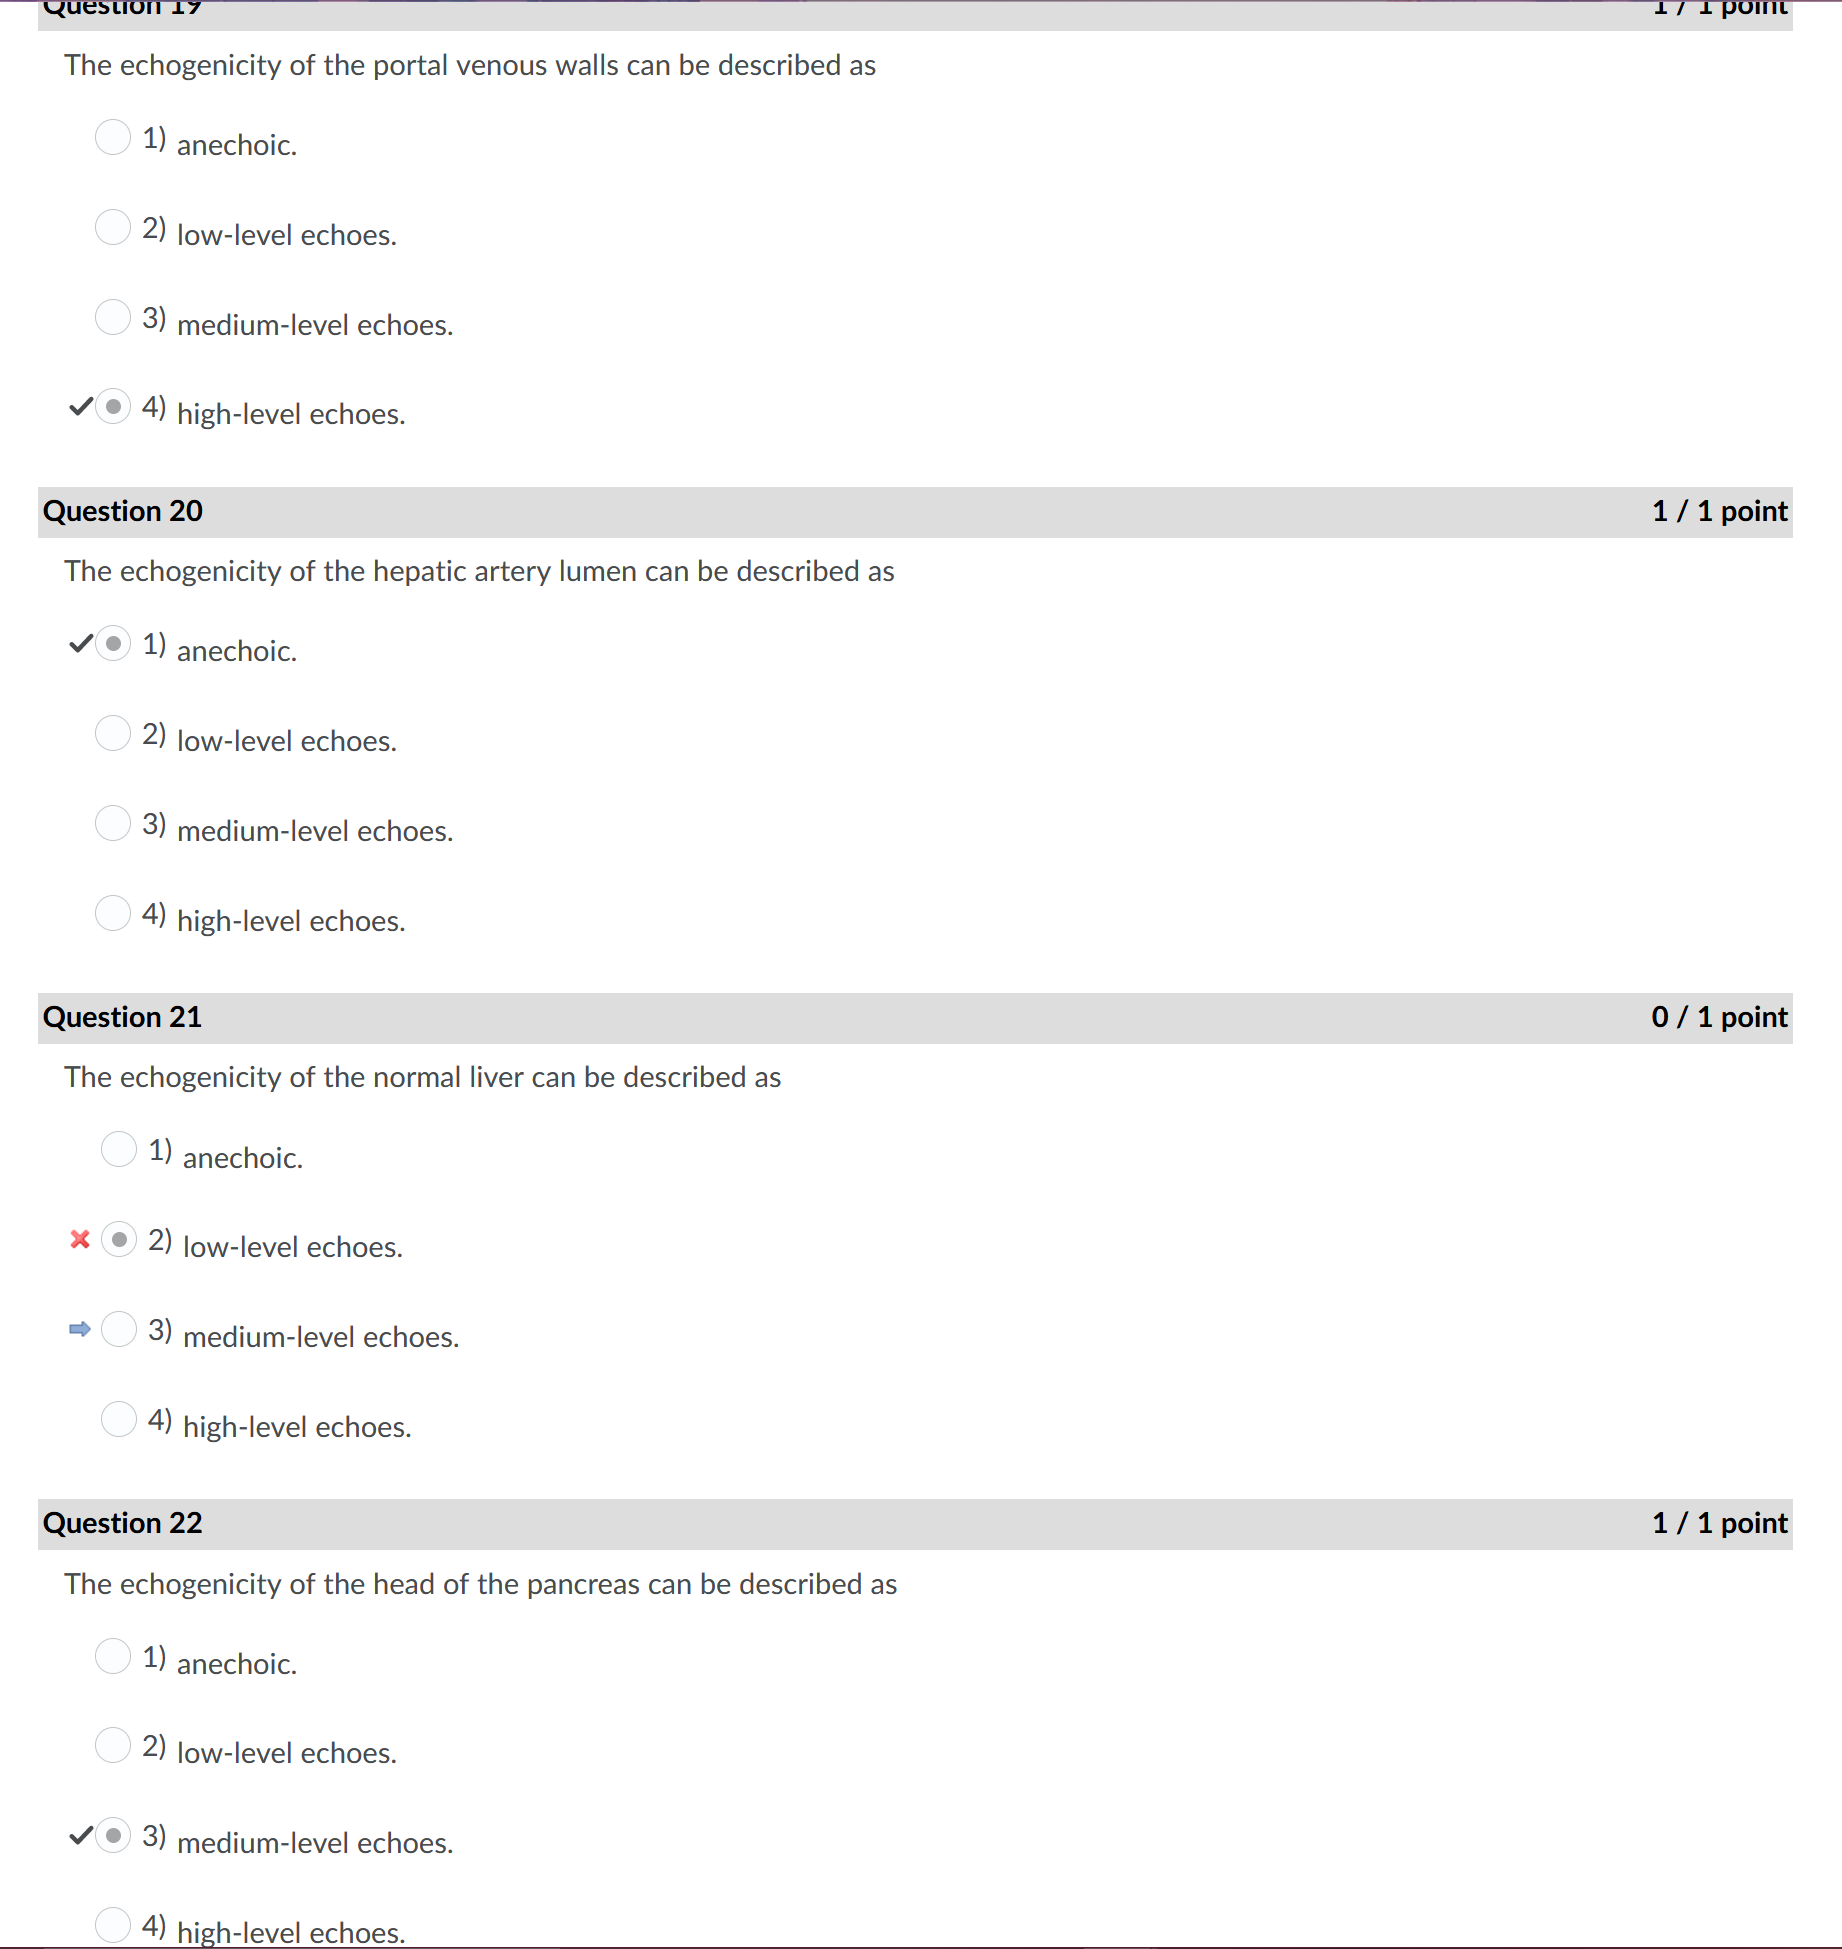 Question 19 1 / 1 point
The echogenicity of the portal venous walls can be described as
1) anechoic.
2) low-level echoes.
3) medium-level echoes.
4) high-level echoes.
Question 20 1 / 1 point
The echogenicity of the hepatic artery lumen can be described as
1) anechoic.
2) low-level echoes.
3) medium-level echoes.
4) high-level echoes.
Question 21 0 / 1 point
The echogenicity of the normal liver can be described as
1) anechoic.
2) low-level echoes.
3) medium-level echoes.
4) high-level echoes.
Question 22 1 / 1 point
The echogenicity of the head of the pancreas can be described as
1) anechoic.
2) low-level echoes.
3) medium-level echoes.
4) high-level echoes.